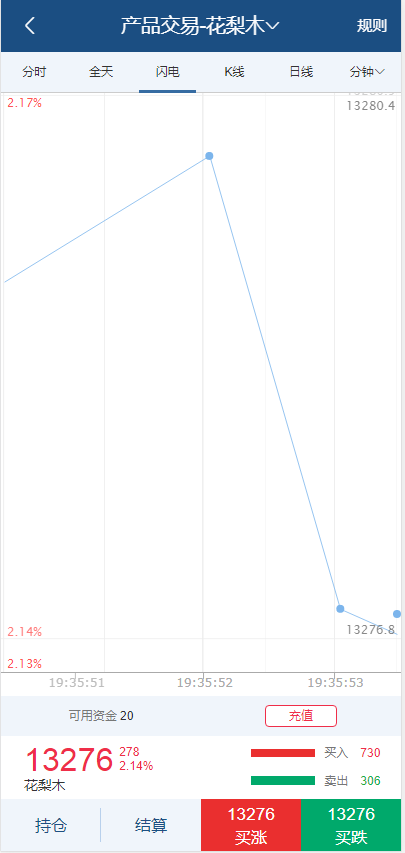 产品交易-花梨木
规则
分时 全天 闪电 K线 日线 分钟
2.17%
13280.4
2.14%
13276.8
2.13%
19:35:51 19:35:52 19:35:53
可用资金 20 充值
13276 278 2.14%
花梨木
买入 730
卖出 306
持仓 结算
13276 买涨
13276 买跌